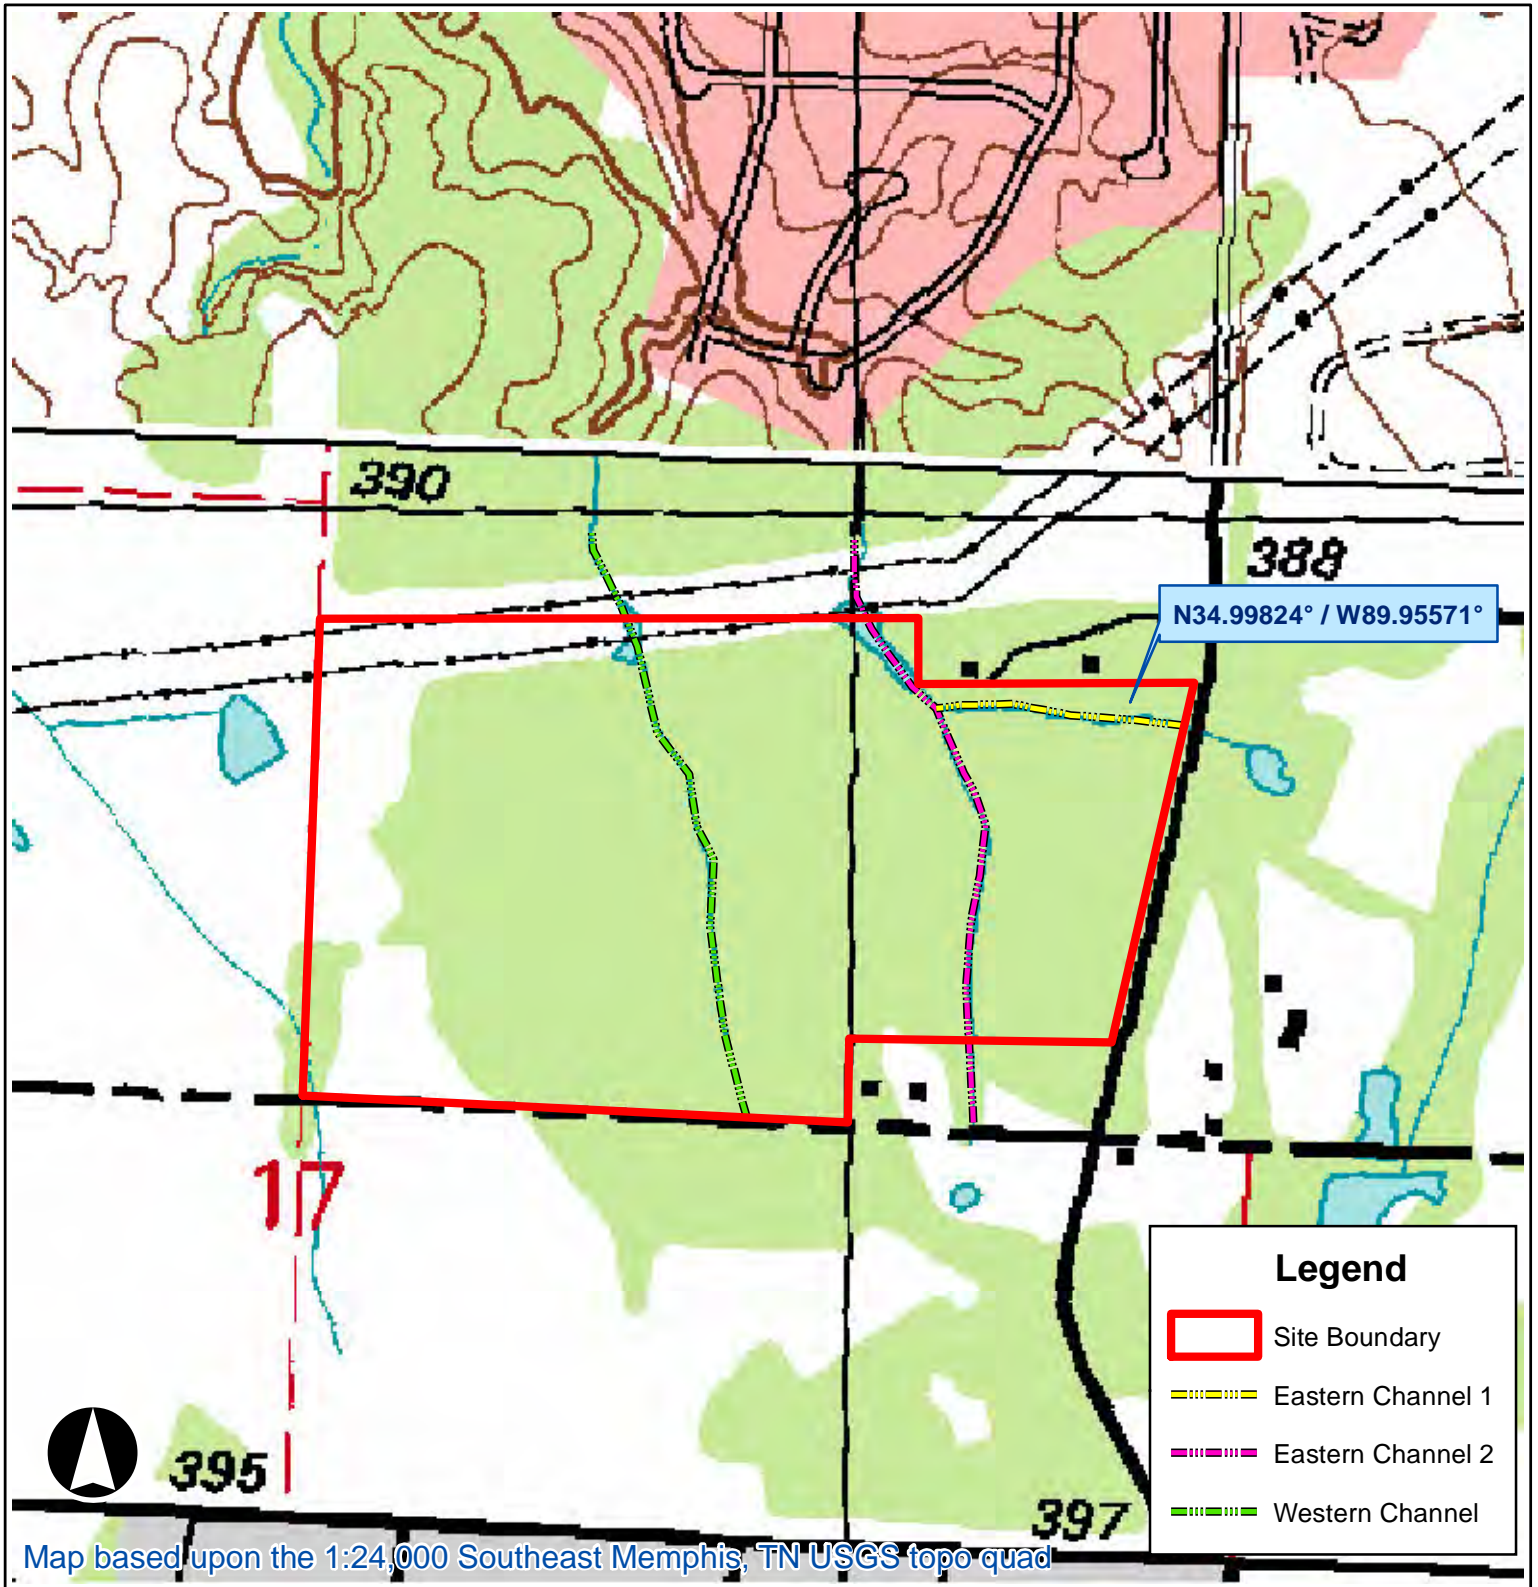 390
388
N34.99824° / W89.95571°
17
Legend
Site Boundary
Eastern Channel 1
Eastern Channel 2
Western Channel
395
397
Map based upon the 1:24,000 Southeast Memphis, TN USGS topo quad